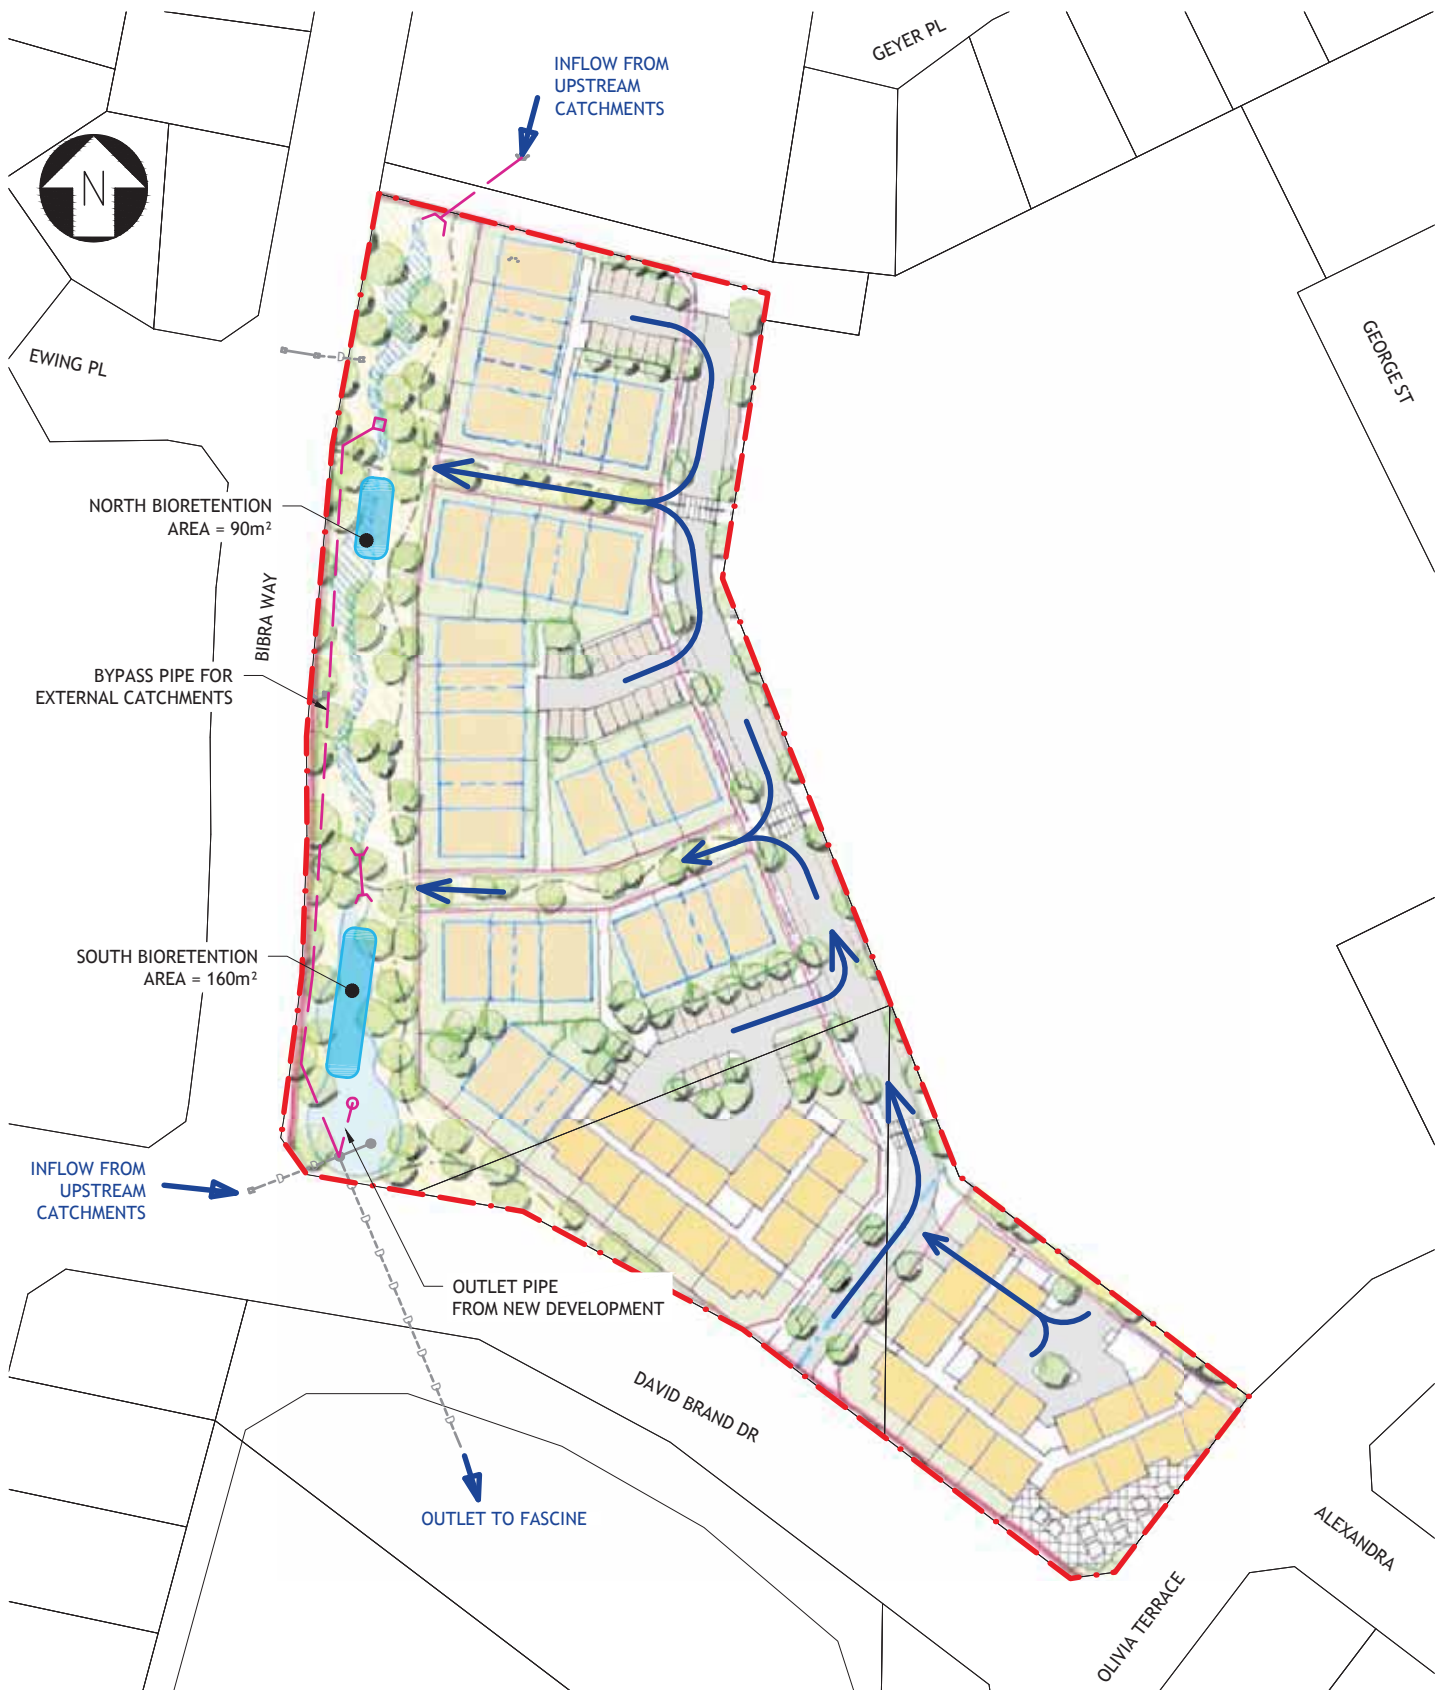 GEYER PL
INFLOW FROM
UPSTREAM
CATCHMENTS
N
GEORGE ST
EWING PL
D
NORTH BIORETENTION
AREA = 90m²
BIBRA WAY
BYPASS PIPE FOR
EXTERNAL CATCHMENTS
SOUTH BIORETENTION
AREA = 160m²
INFLOW FROM
UPSTREAM
CATCHMENTS
D
D
D
D
D
D
D
D
D
OUTLET PIPE
FROM NEW DEVELOPMENT
DAVID BRAND DR
OUTLET TO FASCINE
ALEXANDRA
OLIVIA TERRACE